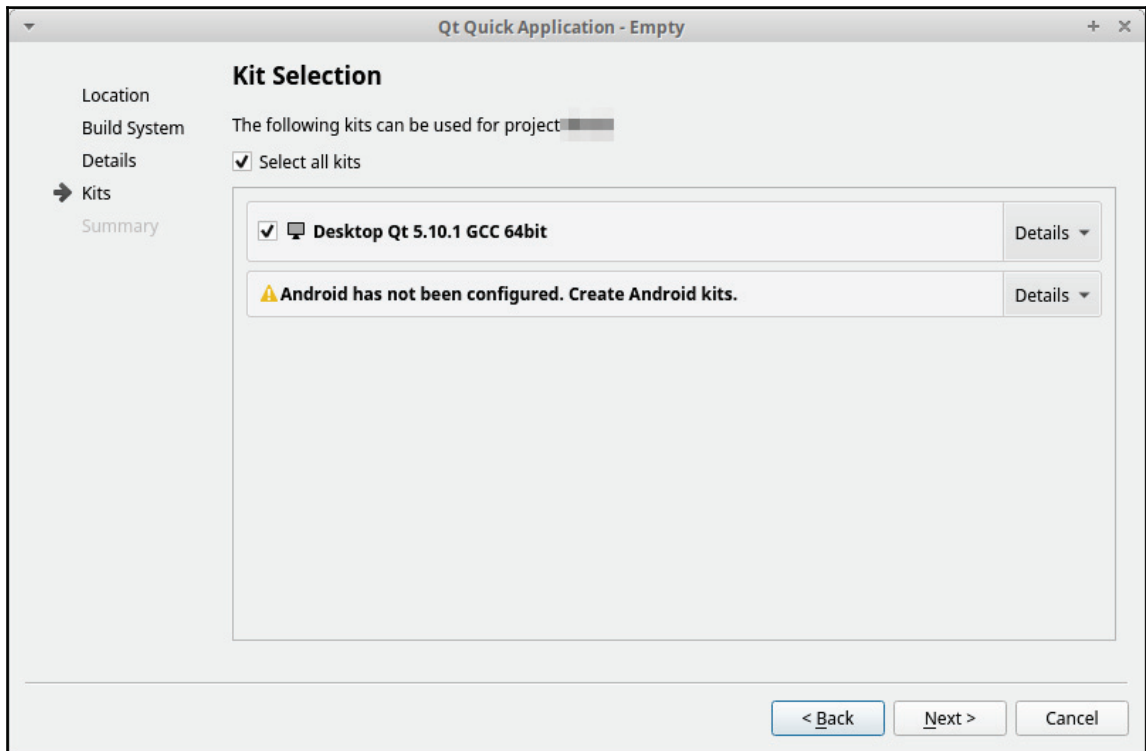 Qt Quick Application - Empty
Location
Build System
Details
Kits
Summary
Kit Selection
The following kits can be used for project
Select all kits
Desktop Qt 5.10.1 GCC 64bit
Details
Android has not been configured. Create Android kits.
Details
< Back
Next >
Cancel